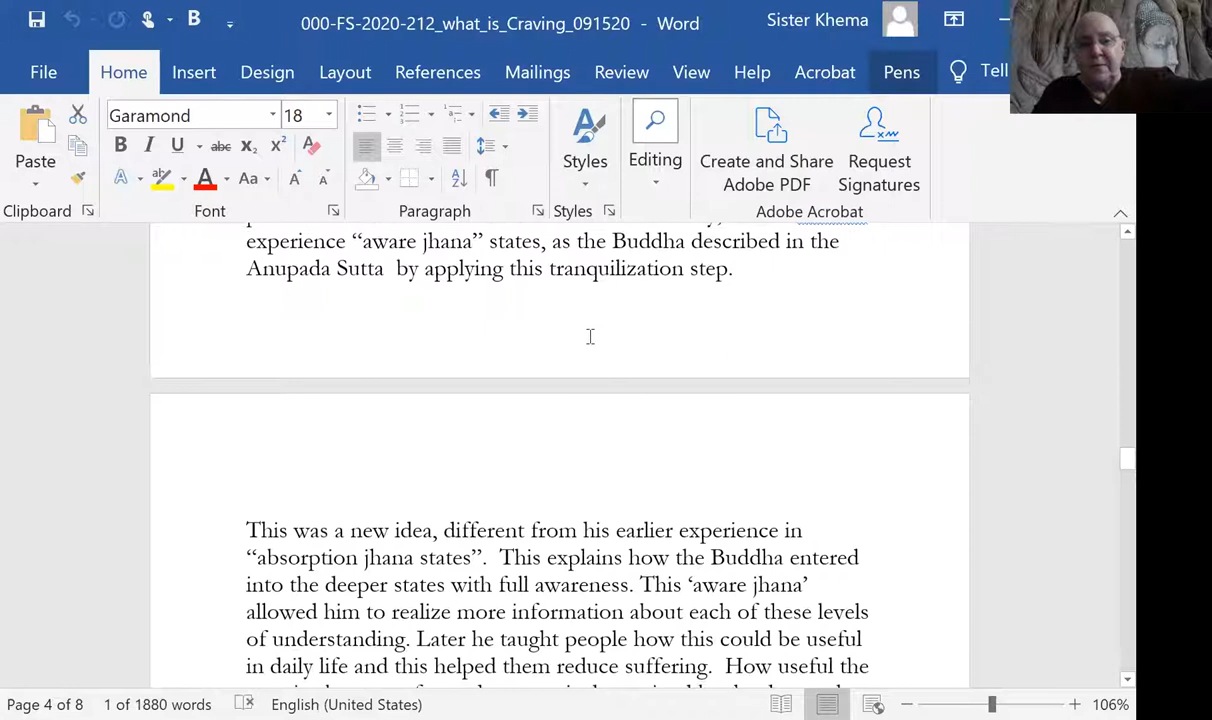 000-FS-2020-212_what_is_Craving_091520 - Word
Sister Khema
File Home Insert Design Layout References Mailings Review View Help Acrobat Pens Tell
Garamond 18
Paste
Styles
Editing
Create and Share Adobe PDF
Request Signatures
Clipboard Font Paragraph Styles Adobe Acrobat
experience “aware jhana” states, as the Buddha described in the
Anupada Sutta by applying this tranquilization step.
This was a new idea, different from his earlier experience in
“absorption jhana states”. This explains how the Buddha entered
into the deeper states with full awareness. This ‘aware jhana’
allowed him to realize more information about each of these levels
of understanding. Later he taught people how this could be useful
in daily life and this helped them reduce suffering. How useful the
Page 4 of 8 1 of 1880 words English (United States) 106%